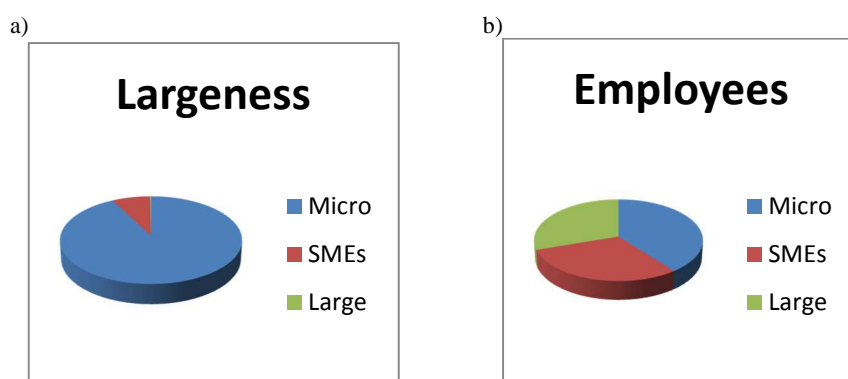 a)
Largeness
Micro
SMEs
Large
b)
Employees
Micro
SMEs
Large